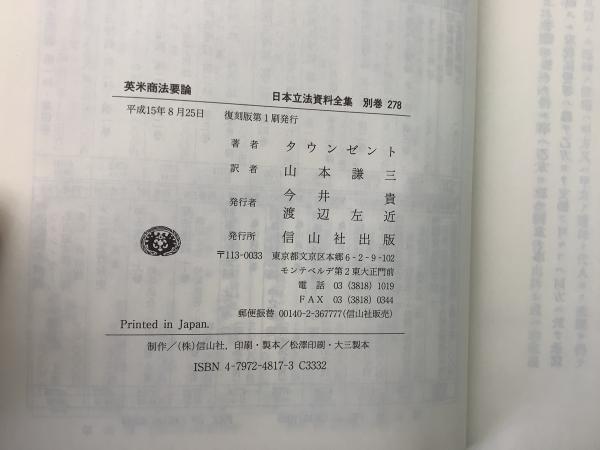 英米商法要論 日本立法資料全集 別巻 278
平成15年8月25日 復刻版第1刷発行
著者 タウンゼント
訳者 山本謙三
発行者 今井貴
渡辺左近
発行所 信山社出版
〒113-0033 東京都文京区本郷6-2-9-102
モンテベルデ第2東大正門前
電話 03 (3818) 1019
FAX 03 (3818) 0344
郵便振替 00140-2-367777(信山社販売)
Printed in Japan.
制作/(株)信山社,印刷・製本/松澤印刷・大三製本
ISBN 4-7972-4817-3 C3332